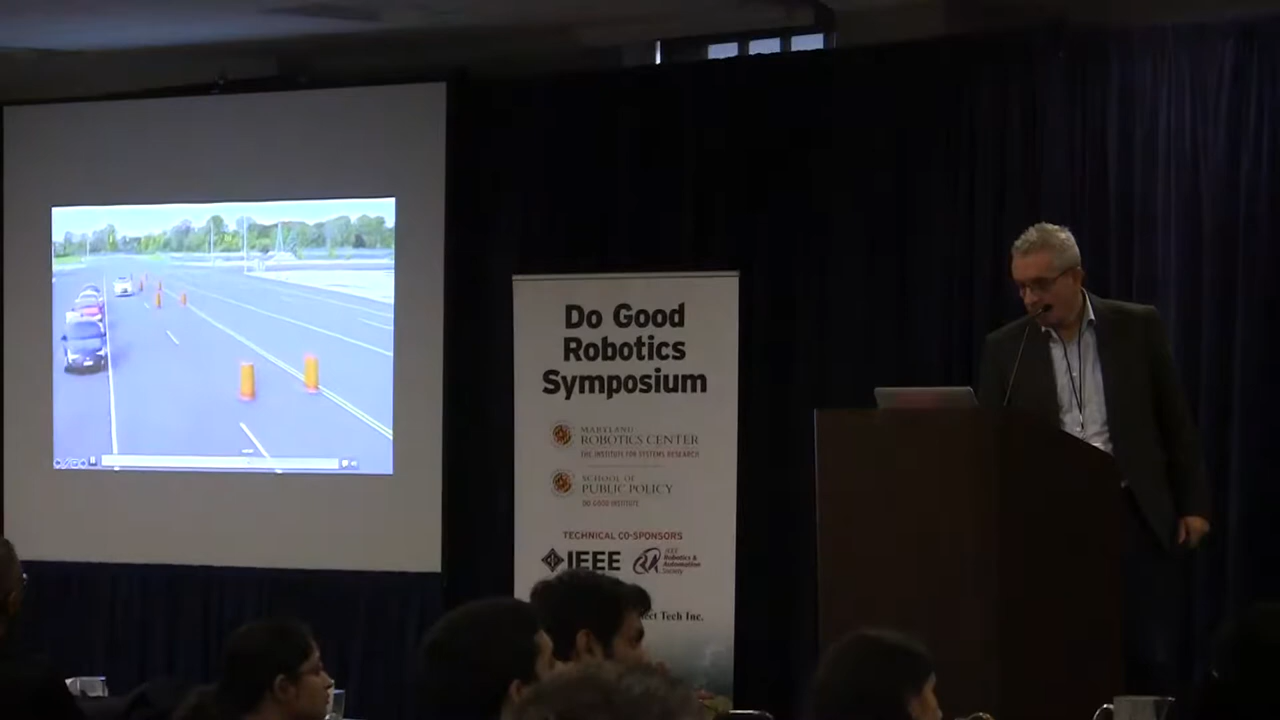 Do Good
Robotics
Symposium
MARYLAND
ROBOTICS CENTER
THE INSTITUTE FOR SYSTEMS RESEARCH
SCHOOL OF
PUBLIC POLICY
DO GOOD INSTITUTE
TECHNICAL CO-SPONSORS
IEEE
IEEE
Robotics &
Automation
Society
Tech Inc.